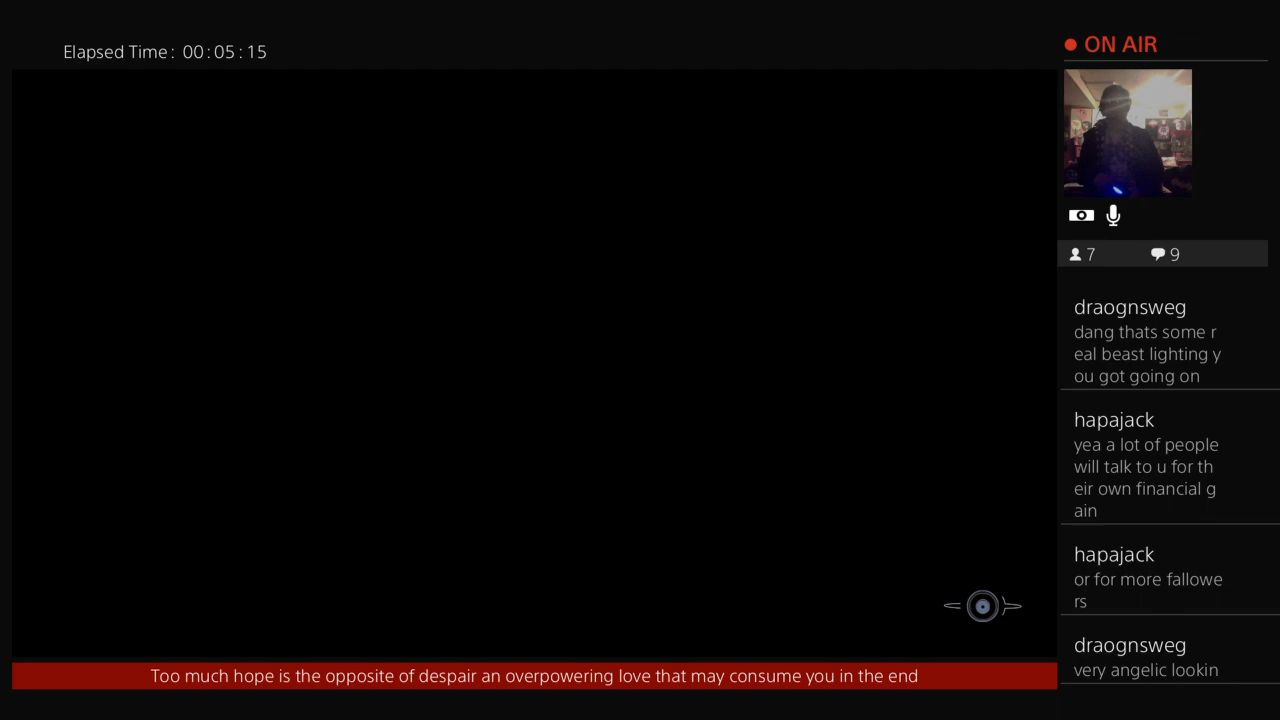 Elapsed Time: 00:05:15
ON AIR
7 9
draognsweg
dang thats some r
eal beast lighting y
ou got going on
hapajack
yea a lot of people
will talk to u for th
eir own financial g
ain
hapajack
or for more fallowe
rs
draognsweg
very angelic lookin
Too much hope is the opposite of despair an overpowering love that may consume you in the end